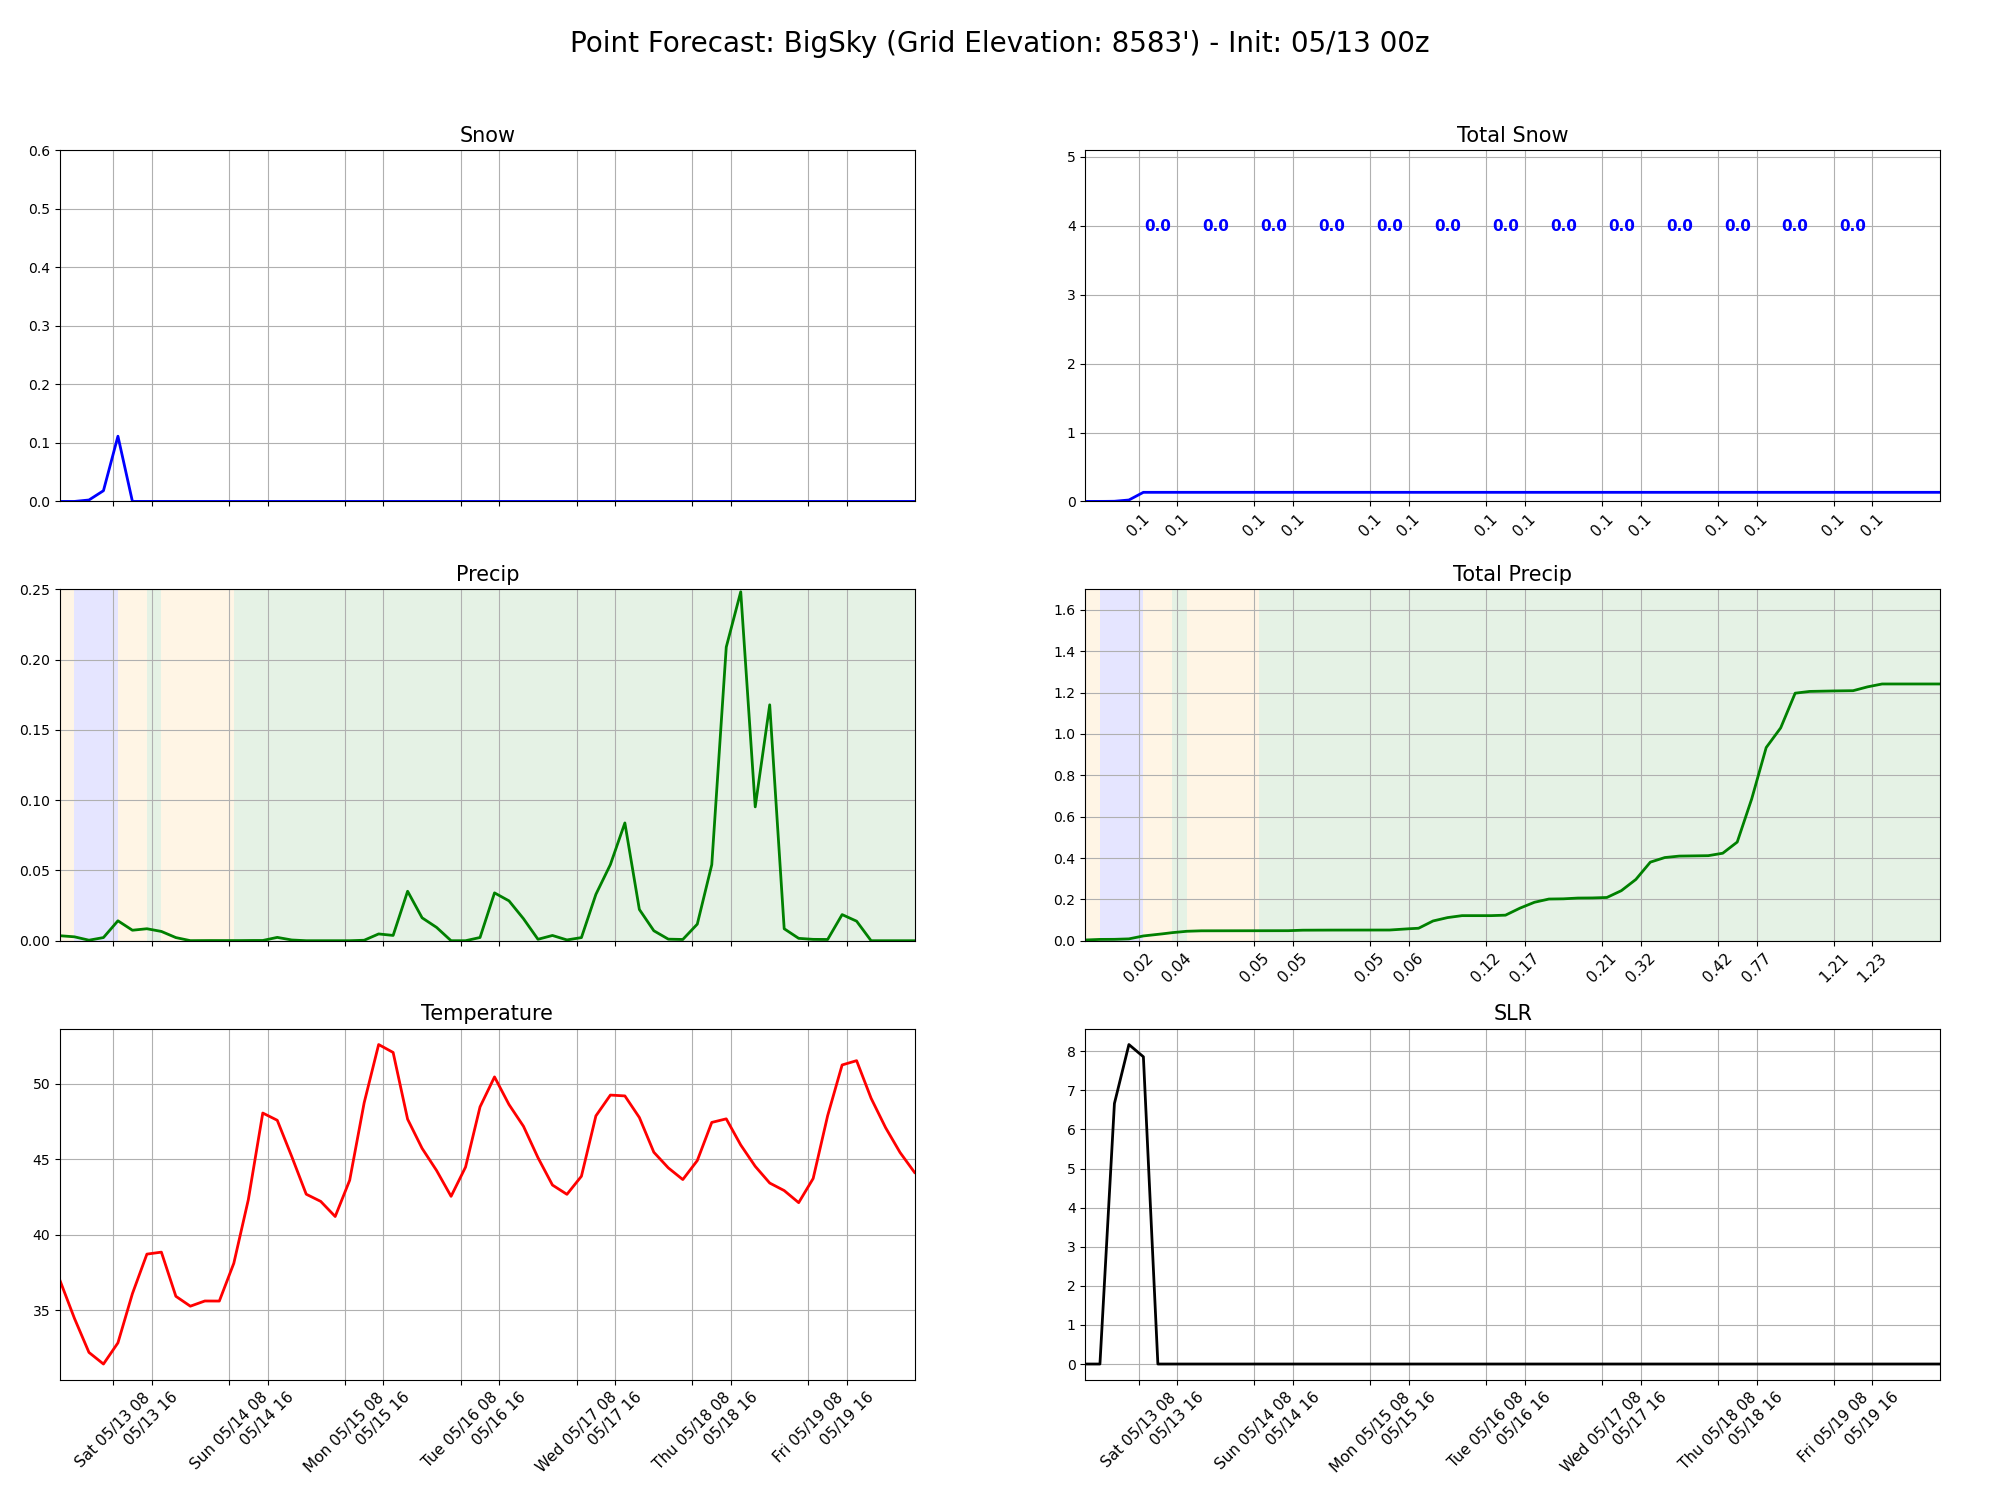 Point Forecast: BigSky (Grid Elevation: 8583') - Init: 05/13 00z
Snow
0.6
0.5
0.4
0.3
0.2
0.1
0.0
Total Snow
5
4
3
2
1
0
0.0 0.0 0.0 0.0 0.0 0.0 0.0 0.0 0.0 0.0 0.0 0.0 0.0
0.1 0.1 0.1 0.1 0.1 0.1 0.1 0.1 0.1 0.1 0.1 0.1 0.1 0.1
Precip
0.25
0.20
0.15
0.10
0.05
0.00
Total Precip
1.6
1.4
1.2
1.0
0.8
0.6
0.4
0.2
0.0
0.02 0.04 0.05 0.05 0.05 0.06 0.12 0.17 0.21 0.32 0.42 0.77 1.21 1.23
Temperature
50
45
40
35
Sat 05/13 08
05/13 16
Sun 05/14 08
05/14 16
Mon 05/15 08
05/15 16
Tue 05/16 08
05/16 16
Wed 05/17 08
05/17 16
Thu 05/18 08
05/18 16
Fri 05/19 08
05/19 16
SLR
8
7
6
5
4
3
2
1
0
Sat 05/13 08
05/13 16
Sun 05/14 08
05/14 16
Mon 05/15 08
05/15 16
Tue 05/16 08
05/16 16
Wed 05/17 08
05/17 16
Thu 05/18 08
05/18 16
Fri 05/19 08
05/19 16